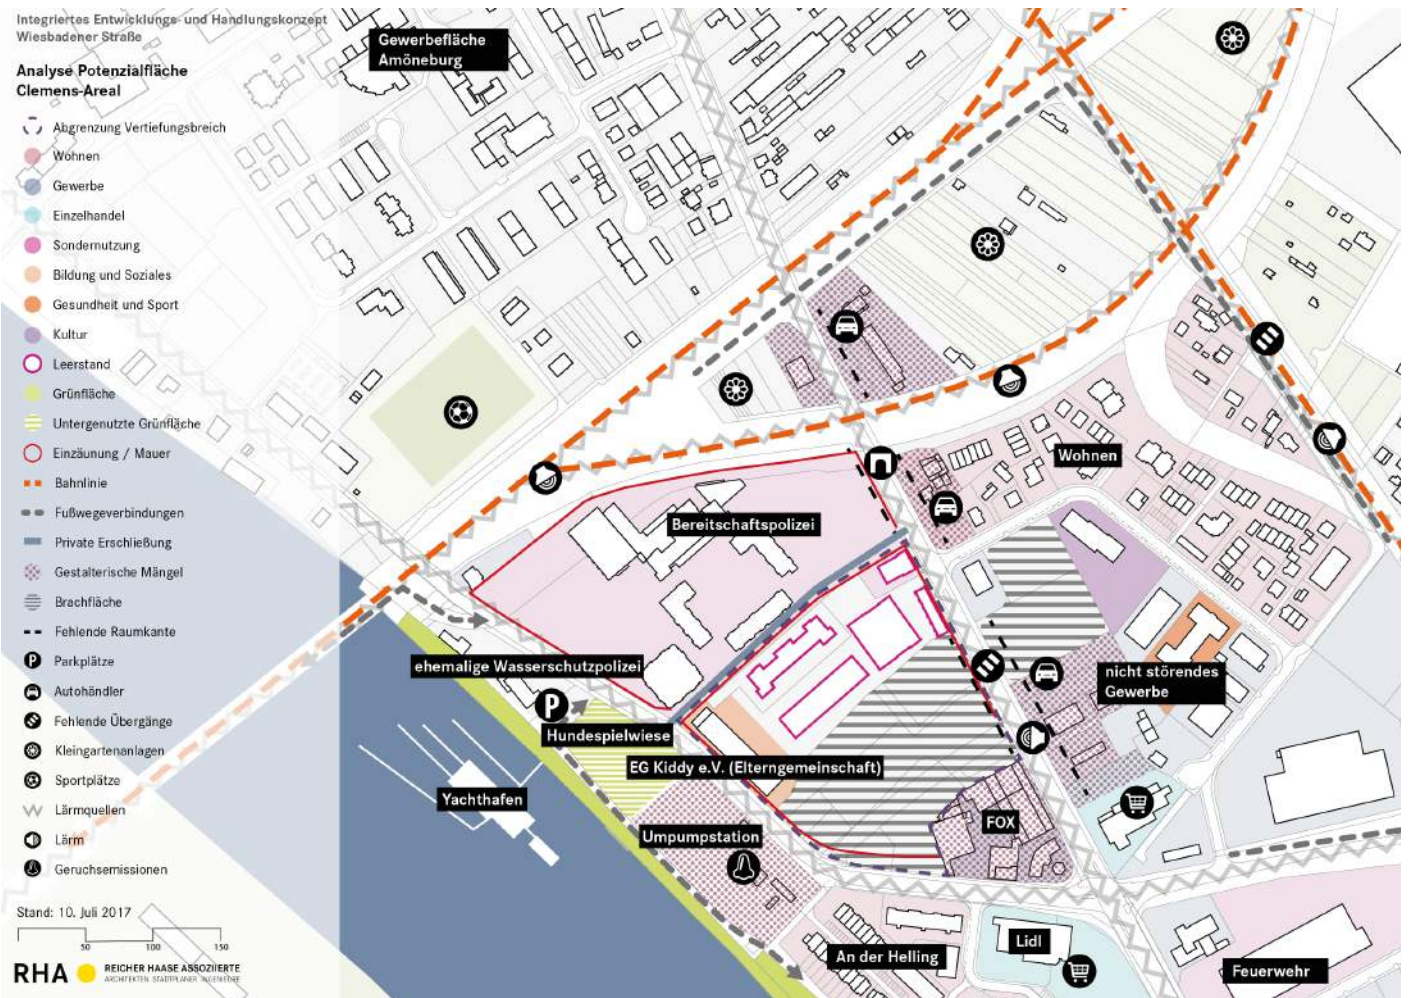 Integriertes Entwicklungs- und Handlungskonzept
Wiesbadener Straße
Analyse Potenzialfläche
Clemens-Areal
Abgrenzung Vertiefungsbreich
Wohnen
Gewerbe
Einzelhandel
Sondernutzung
Bildung und Soziales
Gesundheit und Sport
Kultur
Leerstand
Grünfläche
Untergenutzte Grünfläche
Einzäunung / Mauer
Bahnlinie
Fußwegeverbindungen
Private Erschließung
Gestalterische Mängel
Brachfläche
Fehlende Raumkante
P Parkplätze
Autohändler
Fehlende Übergänge
Kleingartenanlagen
Sportplätze
Lärmquellen
Lärm
Geruchsemissionen
Stand: 10. Juli 2017
50 100 150
RHA REICHER HAASE ASSOZIIERTE
ARCHITEKTEN STADTPLANER INGENIEURE
Gewerbefläche
Amöneburg
Wohnen
Bereitschaftspolizei
ehemalige Wasserschutzpolizei
nicht störendes
Gewerbe
P
Hundespielwiese
EG Kiddy e.V. (Elterngemeinschaft)
Yachthafen
Umpumpstation
FOX
An der Helling
Lidl
Feuerwehr